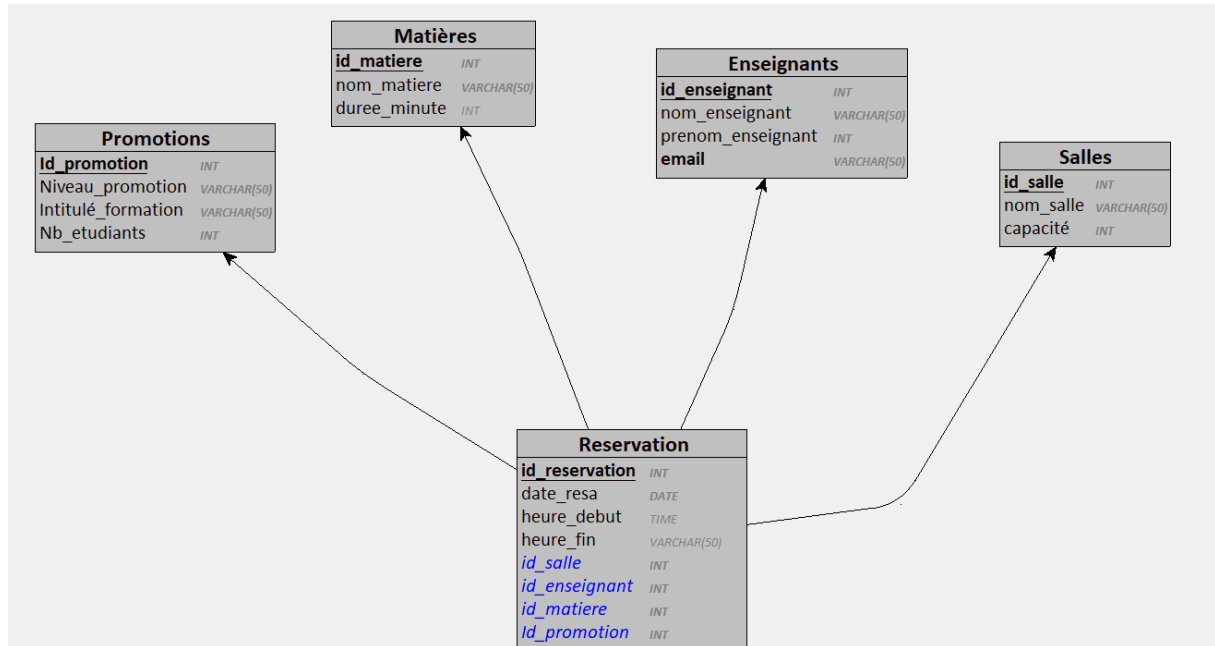 Matières
id_matiere INT
nom_matiere VARCHAR(50)
duree_minute INT
Enseignants
id_enseignant INT
nom_enseignant VARCHAR(50)
prenom_enseignant INT
email VARCHAR(50)
Promotions
Id_promotion INT
Niveau_promotion VARCHAR(50)
Intitulé_formation VARCHAR(50)
Nb_etudiants INT
Salles
id_salle INT
nom_salle VARCHAR(50)
capacité INT
Reservation
id_reservation INT
date_resa DATE
heure_debut TIME
heure_fin VARCHAR(50)
id_salle INT
id_enseignant INT
id_matiere INT
Id_promotion INT